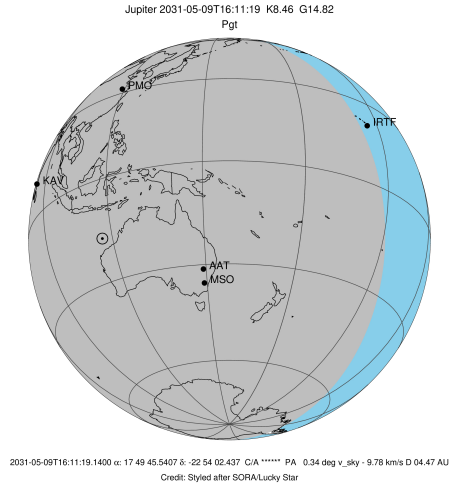 Jupiter 2031-05-09T16:11:19 K8.46 G14.82
Pgt
PMO
IRTF
KAV
AAT
MSO
2031-05-09T16:11:19.1400 α: 17 49 45.5407 δ: -22 54 02.437 C/A ****** PA 0.34 deg v_sky - 9.78 km/s D 04.47 AU
Credit: Styled after SORA/Lucky Star